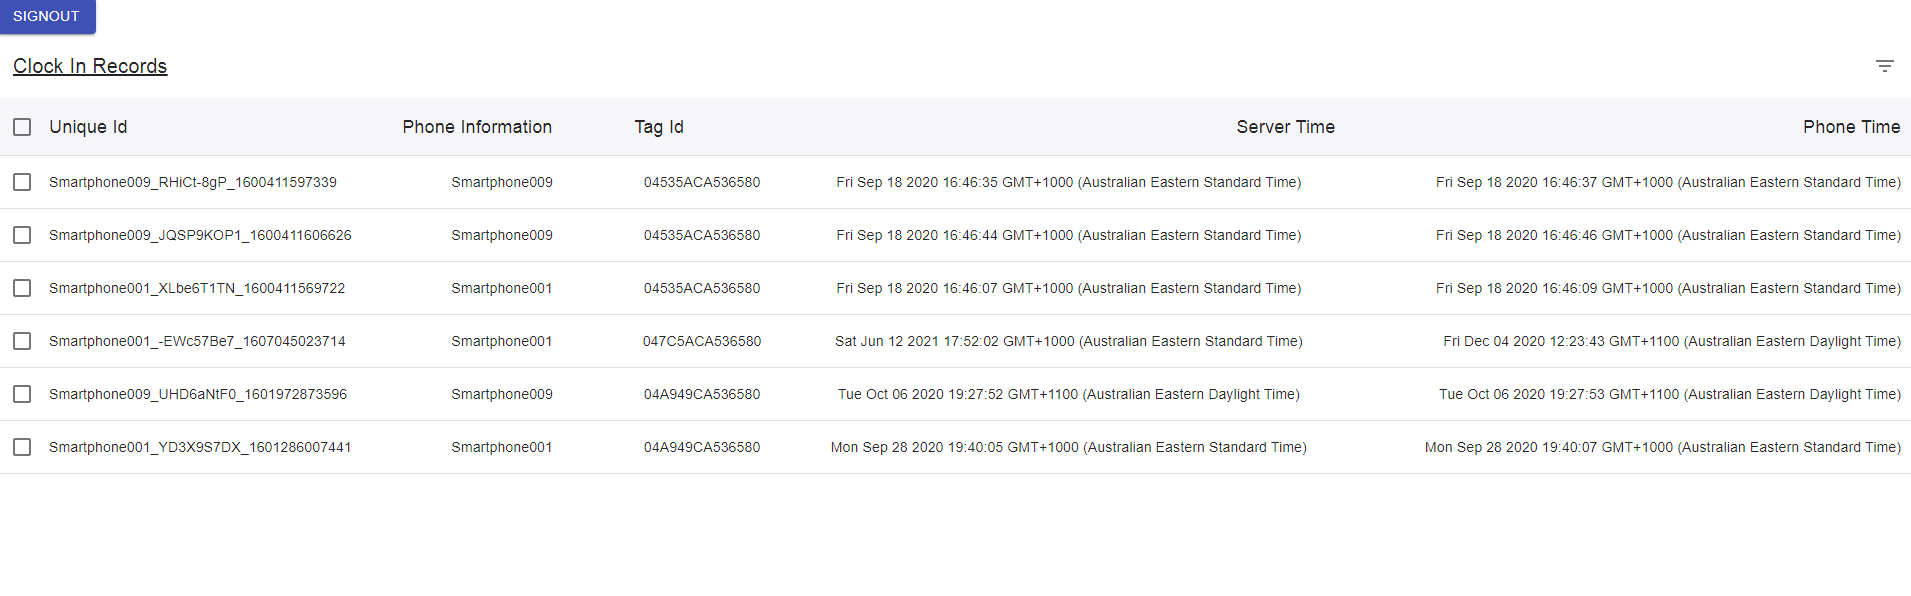 SIGNOUT
Clock In Records
Unique Id Phone Information Tag Id Server Time Phone Time
Smartphone009_RHiCt-8gP_1600411597339 Smartphone009 04535ACA536580 Fri Sep 18 2020 16:46:35 GMT+1000 (Australian Eastern Standard Time) Fri Sep 18 2020 16:46:37 GMT+1000 (Australian Eastern Standard Time)
Smartphone009_JQSP9KOP1_1600411606626 Smartphone009 04535ACA536580 Fri Sep 18 2020 16:46:44 GMT+1000 (Australian Eastern Standard Time) Fri Sep 18 2020 16:46:46 GMT+1000 (Australian Eastern Standard Time)
Smartphone001_XLbe6T1TN_1600411569722 Smartphone001 04535ACA536580 Fri Sep 18 2020 16:46:07 GMT+1000 (Australian Eastern Standard Time) Fri Sep 18 2020 16:46:09 GMT+1000 (Australian Eastern Standard Time)
Smartphone001_-EWc57Be7_1607045023714 Smartphone001 047C5ACA536580 Sat Jun 12 2021 17:52:02 GMT+1000 (Australian Eastern Standard Time) Fri Dec 04 2020 12:23:43 GMT+1100 (Australian Eastern Daylight Time)
Smartphone009_UHD6aNtF0_1601972873596 Smartphone009 04A949CA536580 Tue Oct 06 2020 19:27:52 GMT+1100 (Australian Eastern Daylight Time) Tue Oct 06 2020 19:27:53 GMT+1100 (Australian Eastern Daylight Time)
Smartphone001_YD3X9S7DX_1601286007441 Smartphone001 04A949CA536580 Mon Sep 28 2020 19:40:05 GMT+1000 (Australian Eastern Standard Time) Mon Sep 28 2020 19:40:07 GMT+1000 (Australian Eastern Standard Time)